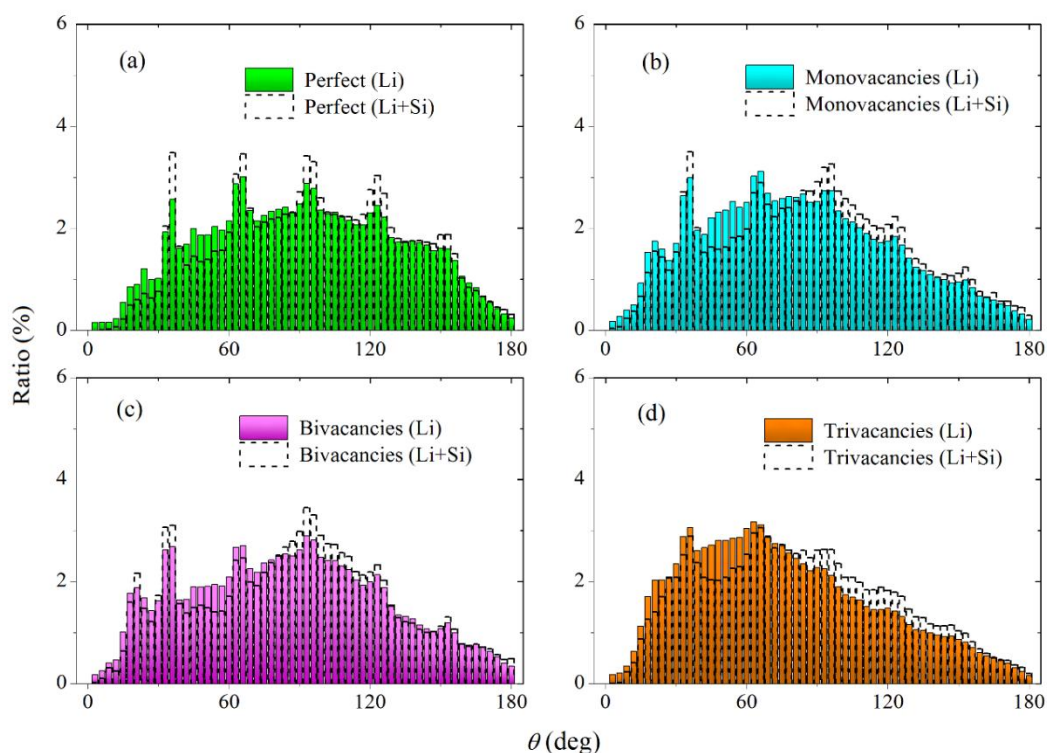 6
(a)
Perfect (Li)
Perfect (Li+Si)
4
2
0
0
60
120
180
6
(b)
Monovacancies (Li)
Monovacancies (Li+Si)
4
2
0
0
60
120
180
Ratio (%)
6
(c)
Bivacancies (Li)
Bivacancies (Li+Si)
4
2
0
0
60
120
180
6
(d)
Trivacancies (Li)
Trivacancies (Li+Si)
4
2
0
0
60
120
180
θ (deg)